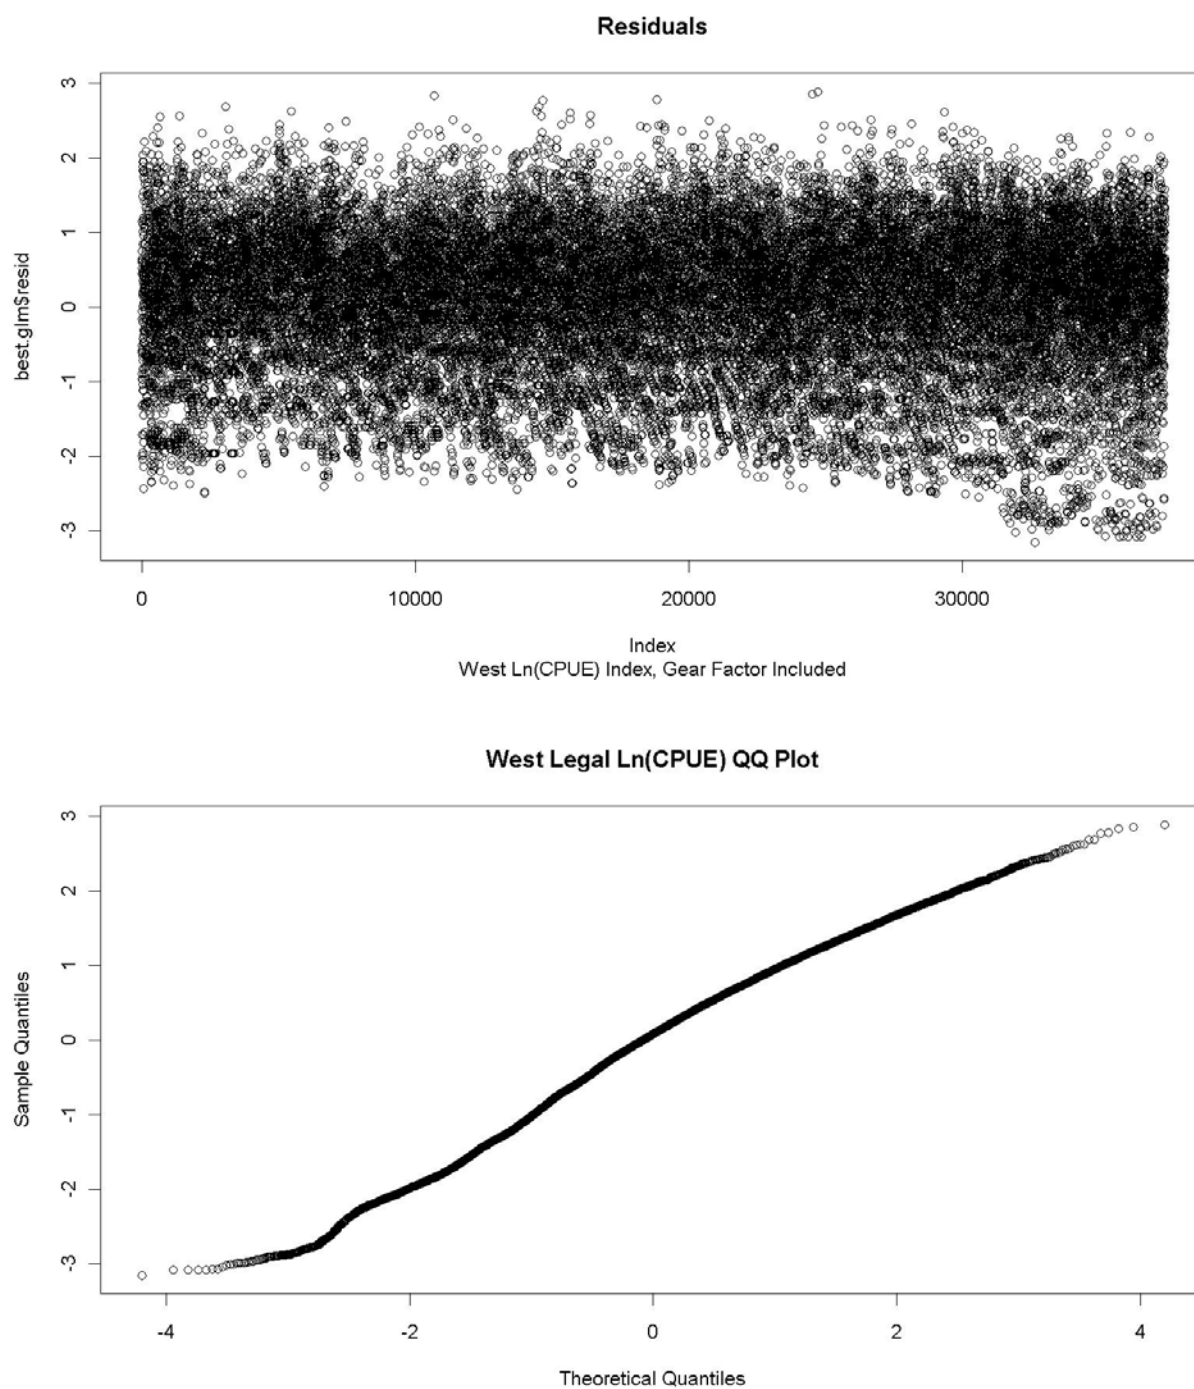 Residuals
3
2
1
0
-1
-2
-3
best.glm$resid
0 10000 20000 30000
Index
West Ln(CPUE) Index, Gear Factor Included
West Legal Ln(CPUE) QQ Plot
3
2
1
0
-1
-2
-3
Sample Quantiles
-4 -2 0 2 4
Theoretical Quantiles